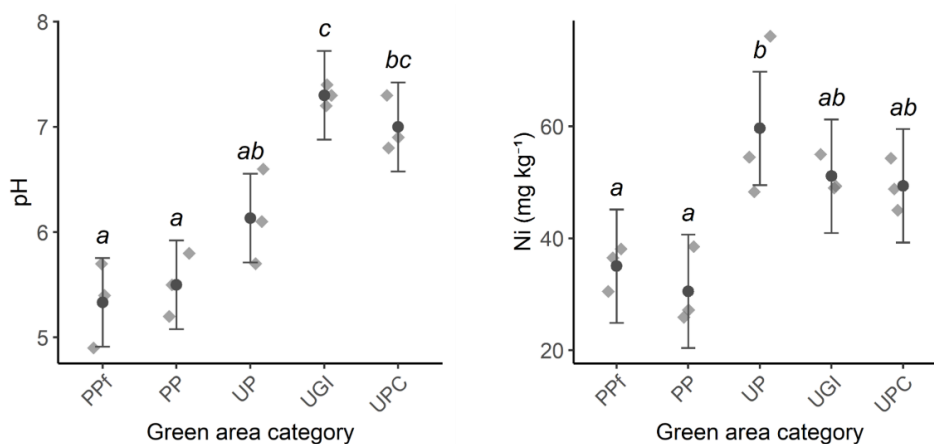 8
7
6
5
pH
a
a
ab
c
bc
PPf
PP
UP
UGI
UPC
Green area category
60
40
20
Ni (mg kg⁻¹)
a
a
b
ab
ab
PPf
PP
UP
UGI
UPC
Green area category